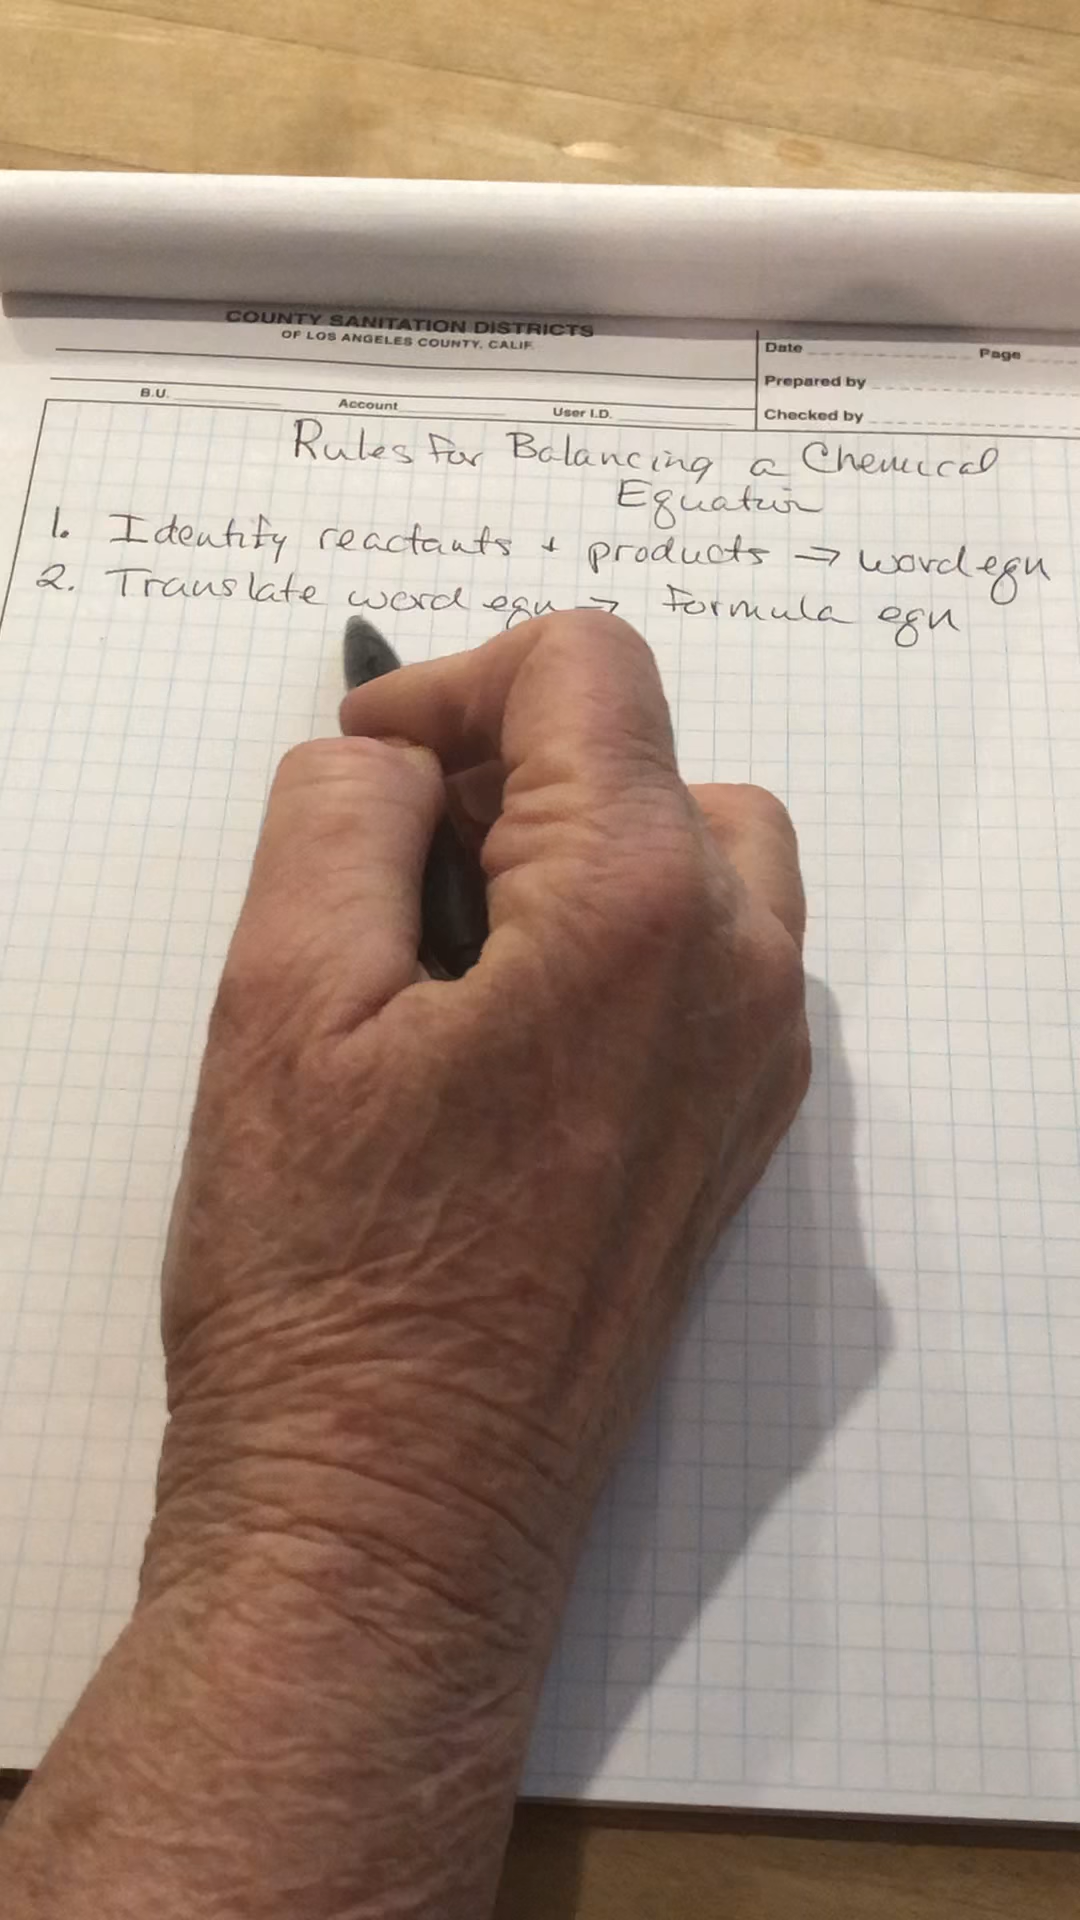 COUNTY SANITATION DISTRICTS
OF LOS ANGELES COUNTY, CALIF.
Date Page
Prepared by
Checked by
B.U. Account User I.D.
Rules for Balancing a Chemical
Equation
1. Identify reactants + products → word eqn
2. Translate word eqn → formula eqn